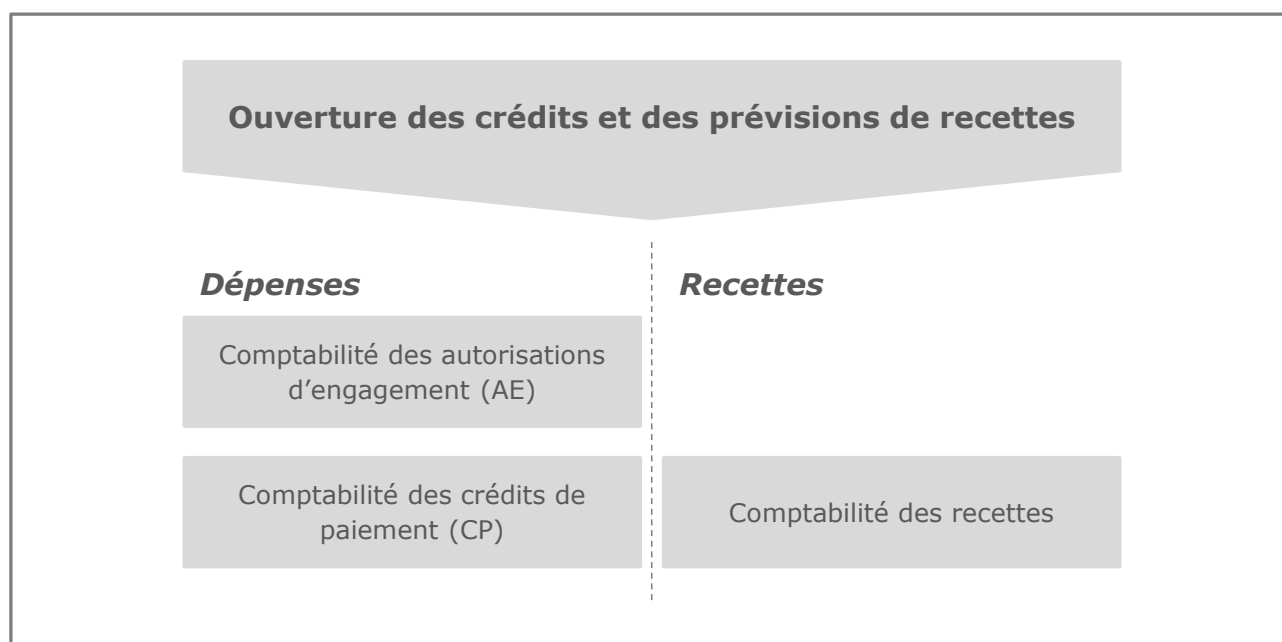 Ouverture des crédits et des prévisions de recettes
Dépenses
Comptabilité des autorisations
d’engagement (AE)
Comptabilité des crédits de
paiement (CP)
Recettes
Comptabilité des recettes